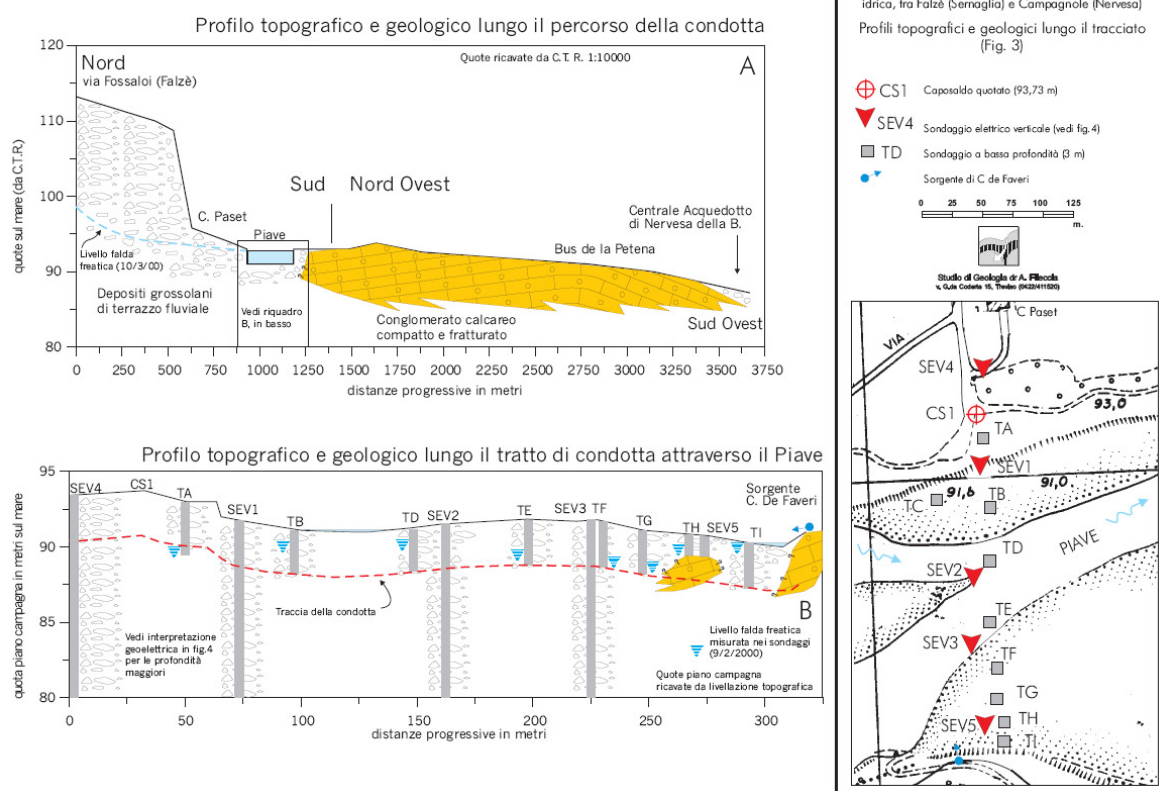 Profilo topografico e geologico lungo il percorso della condotta
Nord
via Fossaloi (Falzè)
Quote ricavate da C.T. R. 1:10000
A
quote sul mare (da C.T.R.)
120
110
100
90
80
Sud
Nord Ovest
C. Paset
Piave
Centrale Acquedotto
di Nervesa della B.
Bus de la Petena
Livello falda
freatica (10/3/00)
Depositi grossolani
di terrazzo fluviale
Vedi riquadro
B, in basso
Conglomerato calcareo
compatto e fratturato
Sud Ovest
0 250 500 750 1000 1250 1500 1750 2000 2250 2500 2750 3000 3250 3500 3750
distanze progressive in metri
Profilo topografico e geologico lungo il tratto di condotta attraverso il Piave
quota piano campagna in metri sul mare
95
90
85
80
SEV4 CS1 TA SEV1 TB TD SEV2 TE SEV3 TF TG TH SEV5 TI
Sorgente
C. De Faveri
Traccia della condotta
B
Vedi interpretazione
geoelettrica in fig.4
per le profondità
maggiori
Livello falda freatica
misurata nei sondaggi
(9/2/2000)
Quote piano campagna
ricavate da livellazione topografica
0 50 100 150 200 250 300
distanze progressive in metri
idrica, fra Falzè (Sernaglia) e Campagnole (Nervesa)
Profili topografici e geologici lungo il tracciato
(Fig. 3)
CS1 Caposaldo quotato (93,73 m)
SEV4 Sondaggio elettrico verticale (vedi fig.4)
TD Sondaggio a bassa profondità (3 m)
Sorgente di C de Faveri
0 25 50 75 100 125
m.
Studio di Geologia dr A. Fileccia
v. G.da Coderta 15, Treviso (0422/411520)
'C Paset
VIA
SEV4
CS1
93,0
TA
SEV1
91,6
91,0
TC
TB
TD
PIAVE
SEV2
TE
SEV3
TF
TG
SEV5
TH
TI